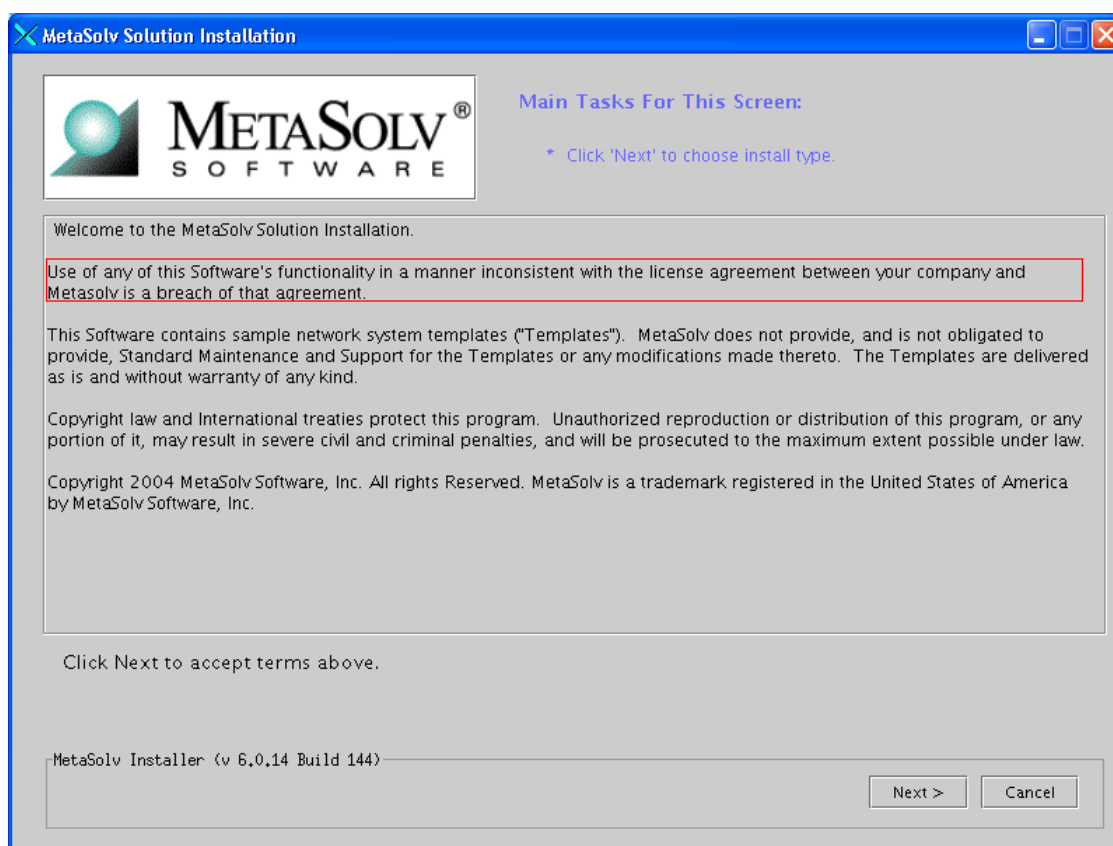 MetaSolv Solution Installation
METASOLV®
SOFTWARE
Main Tasks For This Screen:
* Click 'Next' to choose install type.
Welcome to the MetaSolv Solution Installation.
Use of any of this Software's functionality in a manner inconsistent with the license agreement between your company and
Metasolv is a breach of that agreement.
This Software contains sample network system templates ("Templates"). MetaSolv does not provide, and is not obligated to
provide, Standard Maintenance and Support for the Templates or any modifications made thereto. The Templates are delivered
as is and without warranty of any kind.
Copyright law and International treaties protect this program. Unauthorized reproduction or distribution of this program, or any
portion of it, may result in severe civil and criminal penalties, and will be prosecuted to the maximum extent possible under law.
Copyright 2004 MetaSolv Software, Inc. All rights Reserved. MetaSolv is a trademark registered in the United States of America
by MetaSolv Software, Inc.
Click Next to accept terms above.
MetaSolv Installer (v 6.0.14 Build 144)
Next >
Cancel